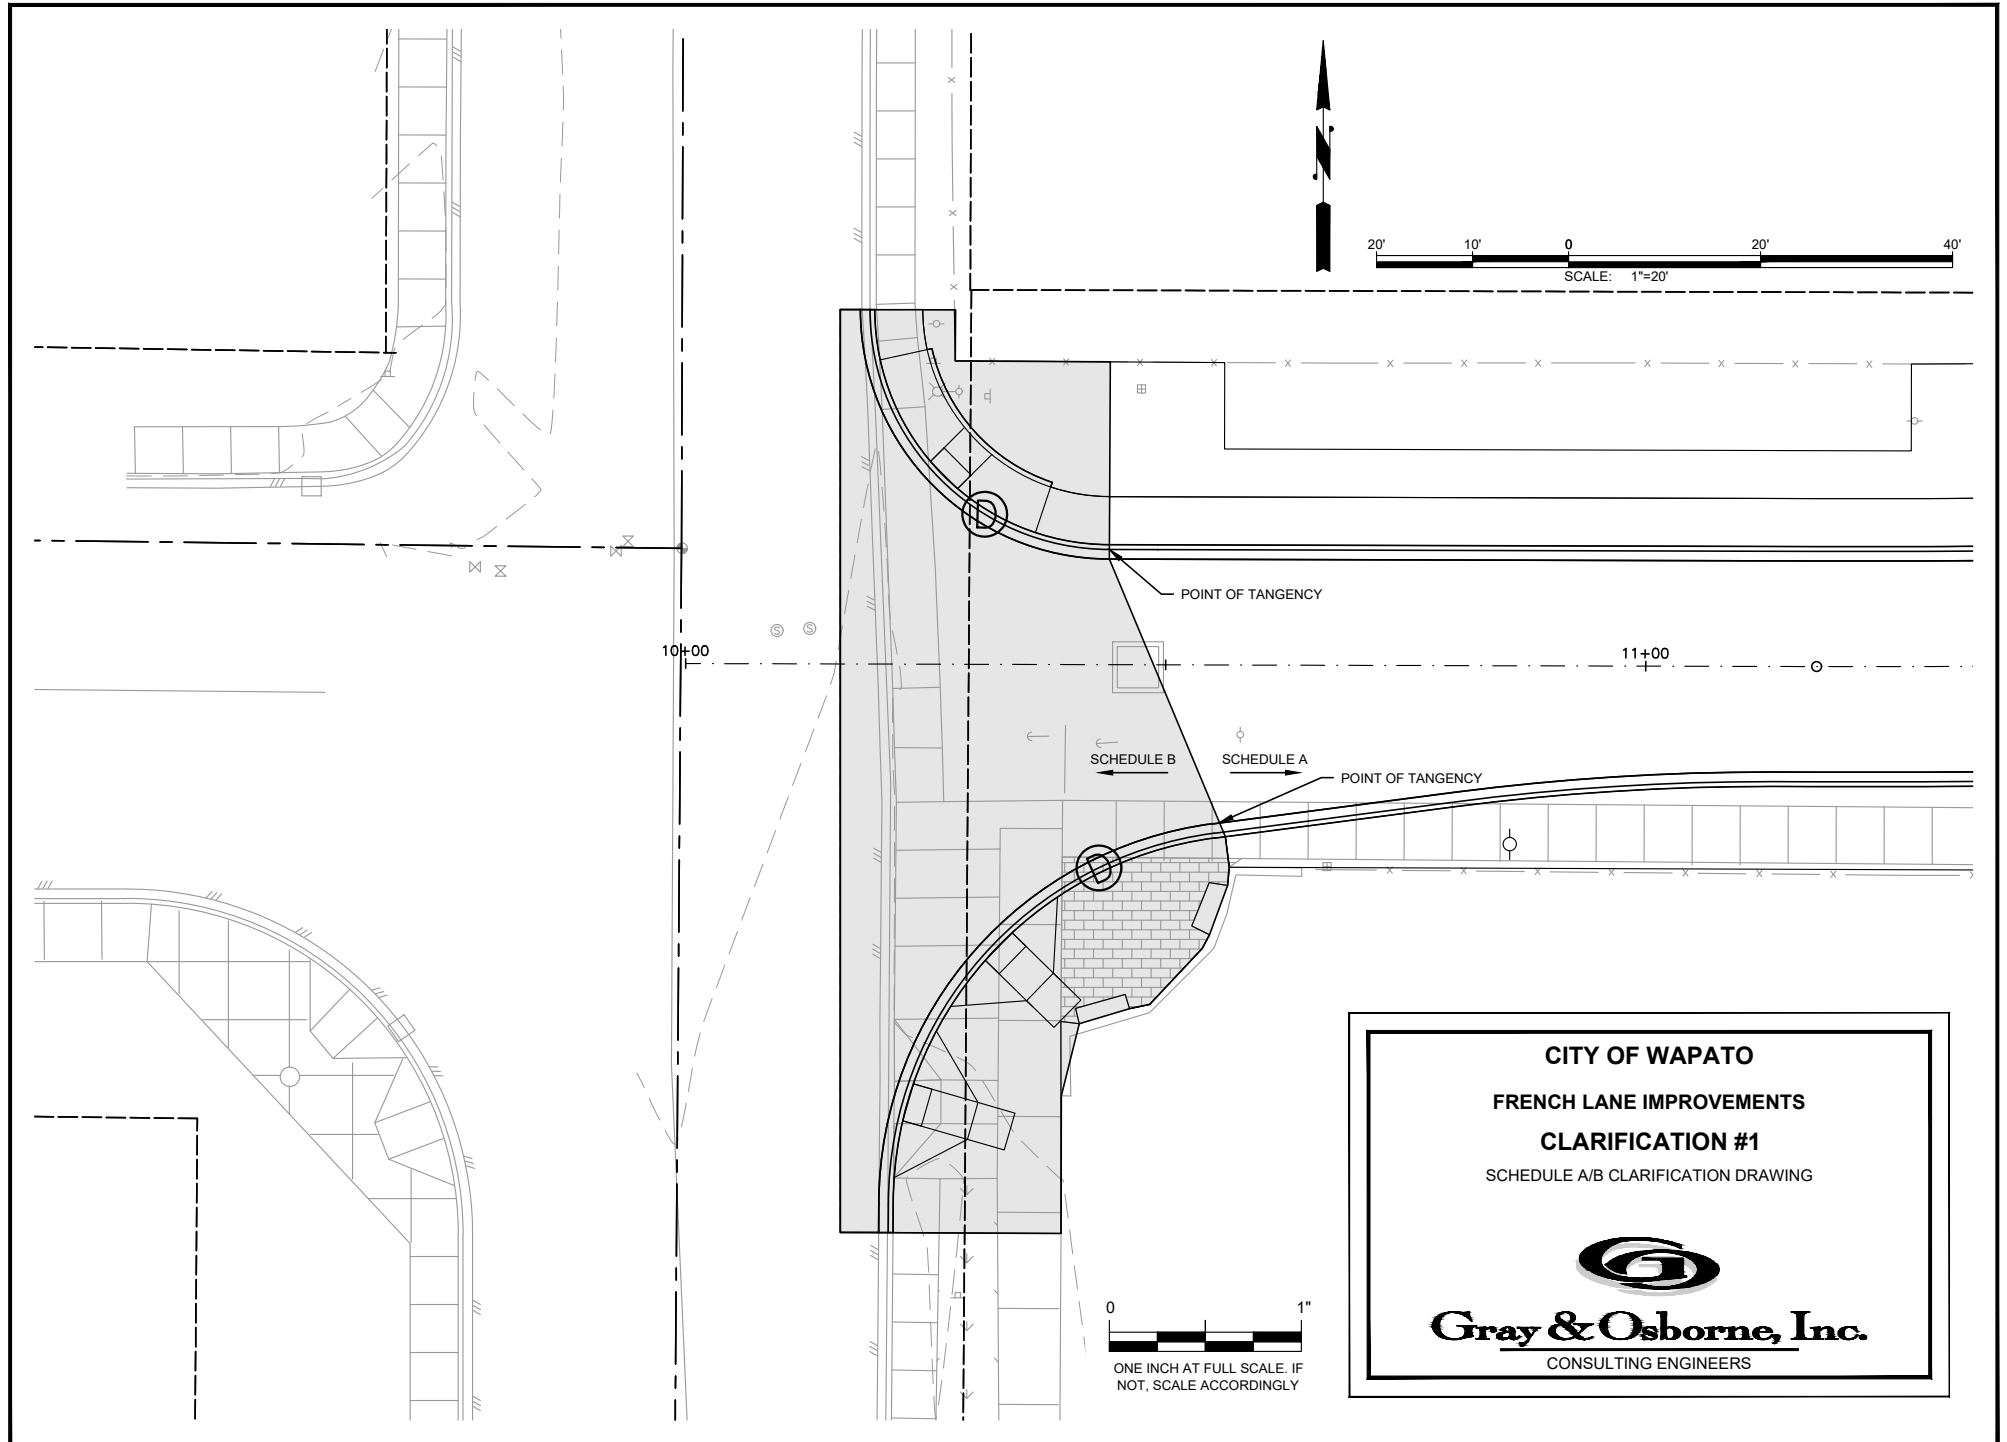 N
20' 10' 0 20' 40'
SCALE: 1"=20'
D
POINT OF TANGENCY
S S
10+00
11+00
SCHEDULE B SCHEDULE A
POINT OF TANGENCY
D
CITY OF WAPATO
FRENCH LANE IMPROVEMENTS
CLARIFICATION #1
SCHEDULE A/B CLARIFICATION DRAWING
Gray & Osborne, Inc.
CONSULTING ENGINEERS
0 1"
ONE INCH AT FULL SCALE. IF
NOT, SCALE ACCORDINGLY